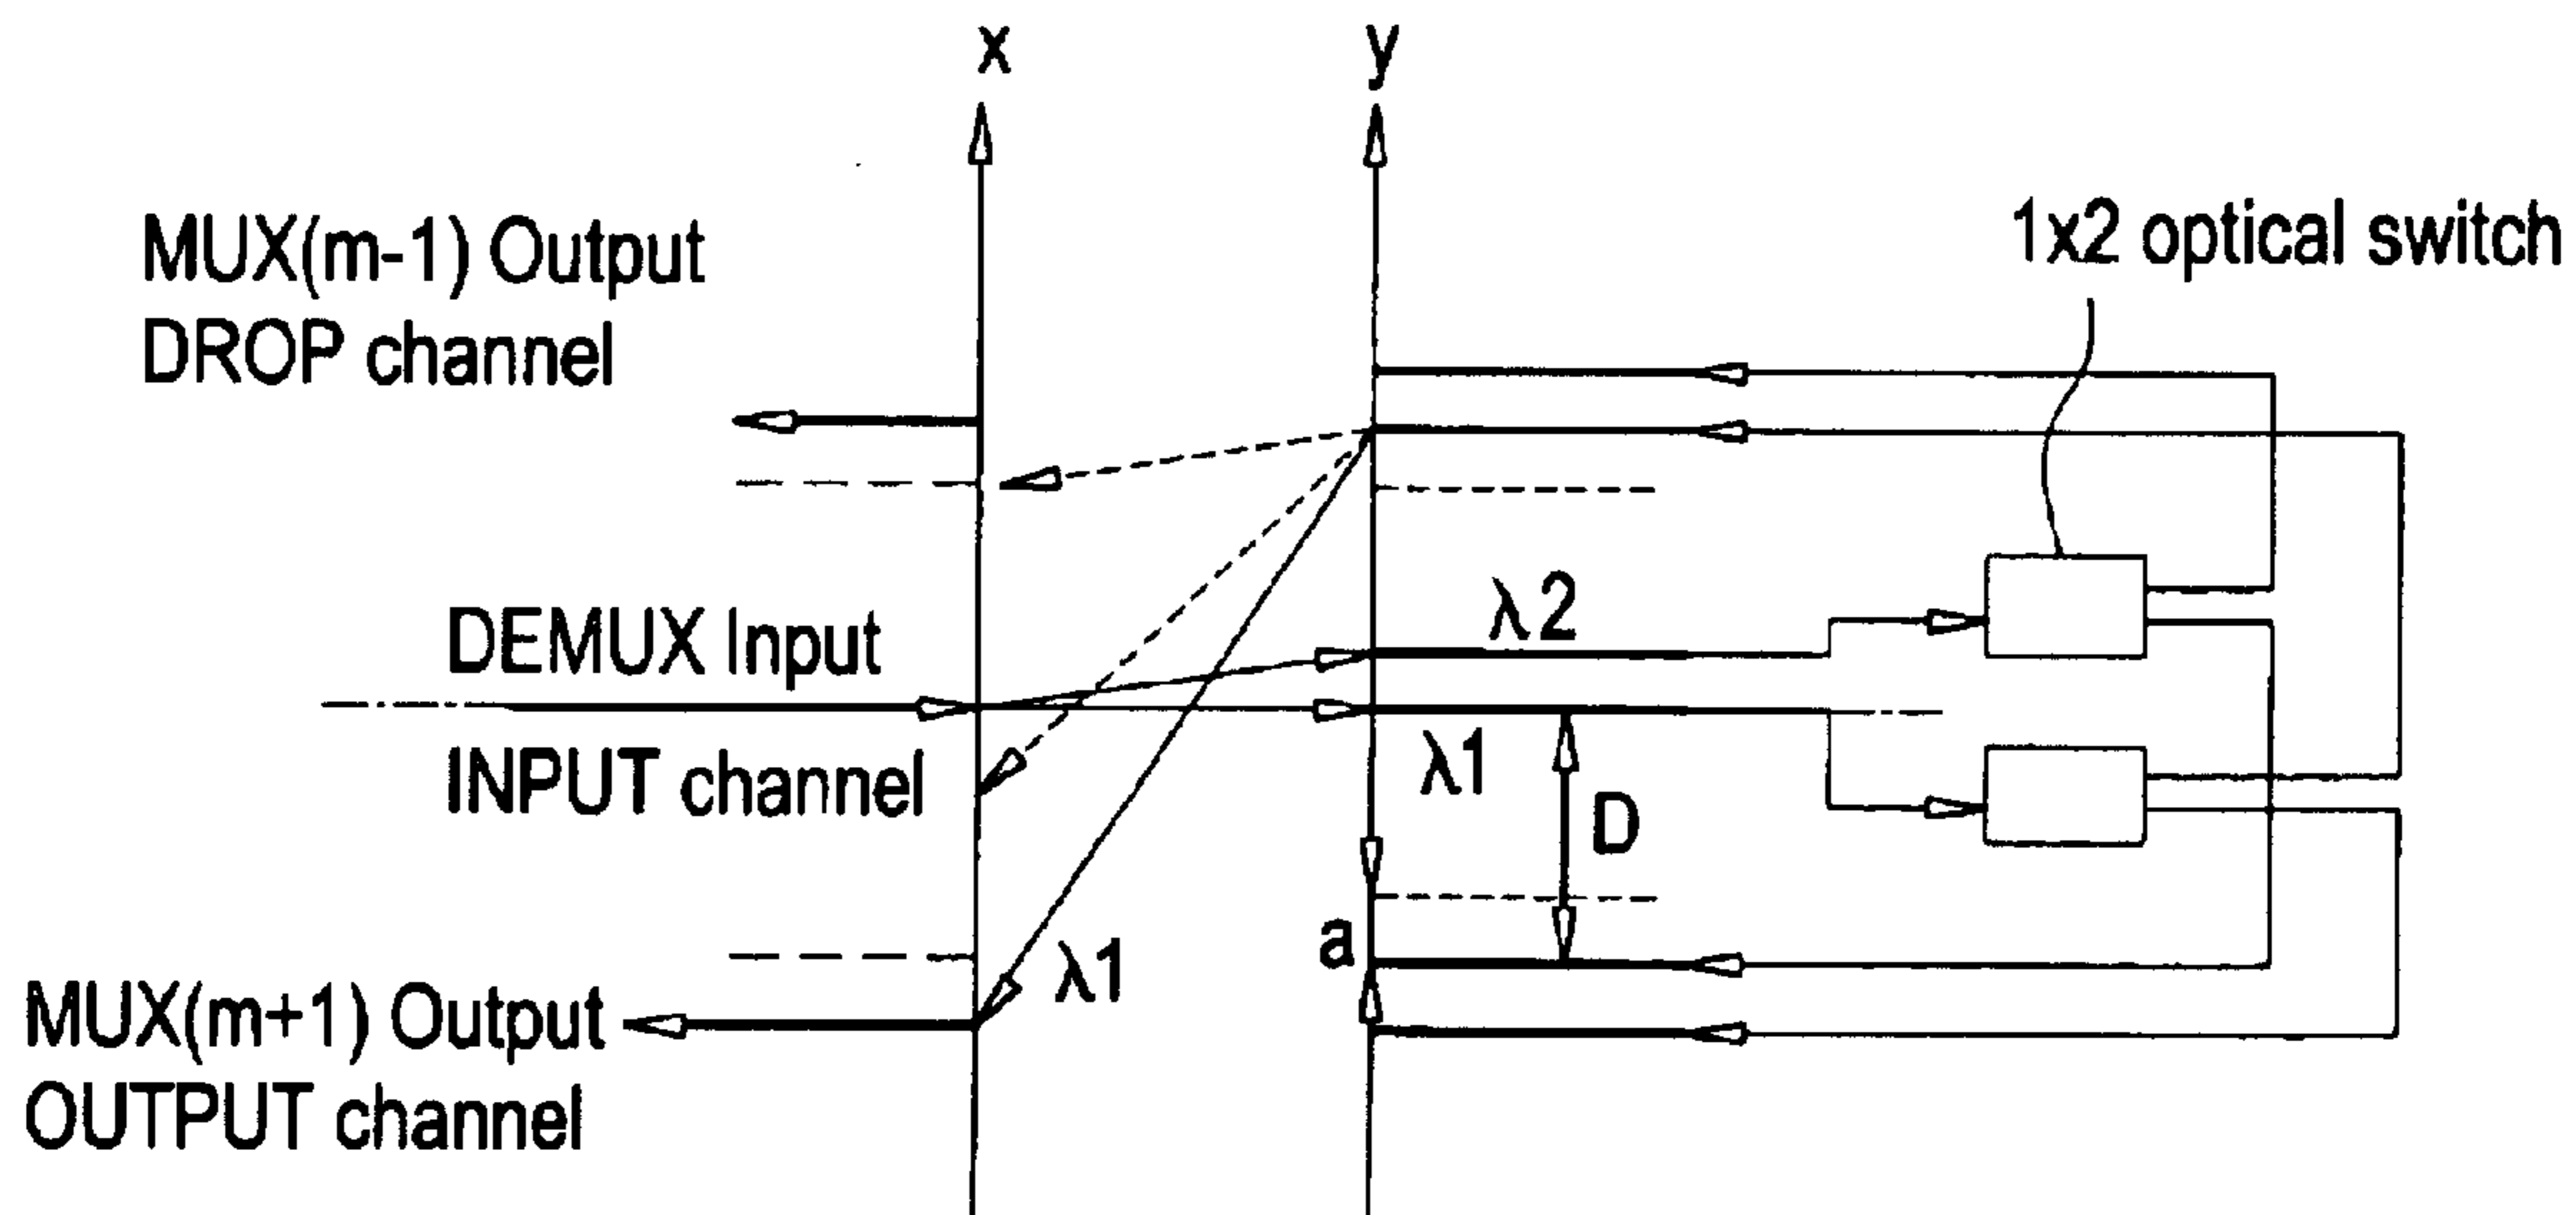 x
y
MUX(m-1) Output
DROP channel
1x2 optical switch
DEMUX Input
INPUT channel
λ2
λ1
D
a
λ1
MUX(m+1) Output
OUTPUT channel